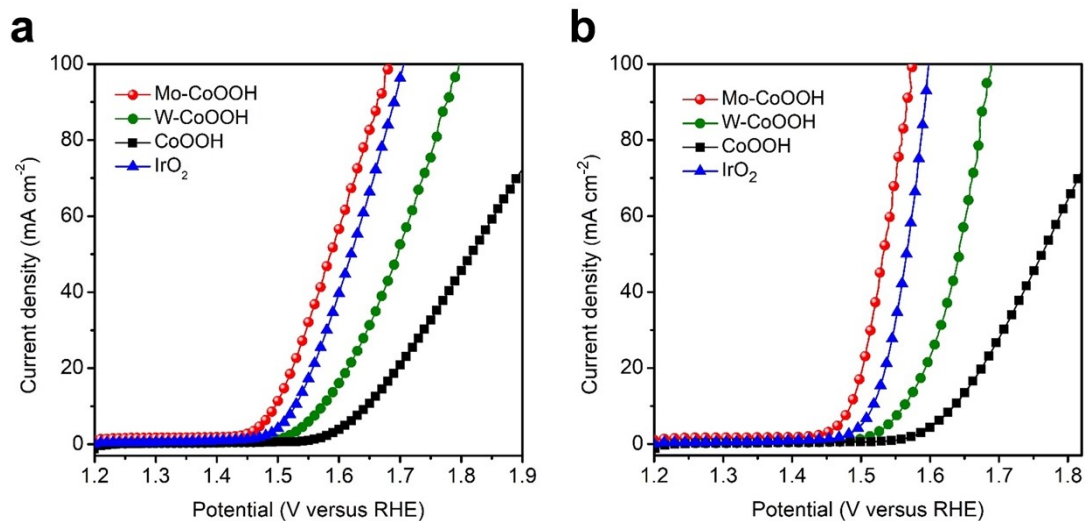 a
100
80
60
40
20
0
Current density (mA cm⁻²)
Mo-CoOOH
W-CoOOH
CoOOH
IrO₂
1.2 1.3 1.4 1.5 1.6 1.7 1.8 1.9
Potential (V versus RHE)
b
100
80
60
40
20
0
Current density (mA cm⁻²)
Mo-CoOOH
W-CoOOH
CoOOH
IrO₂
1.2 1.3 1.4 1.5 1.6 1.7 1.8
Potential (V versus RHE)